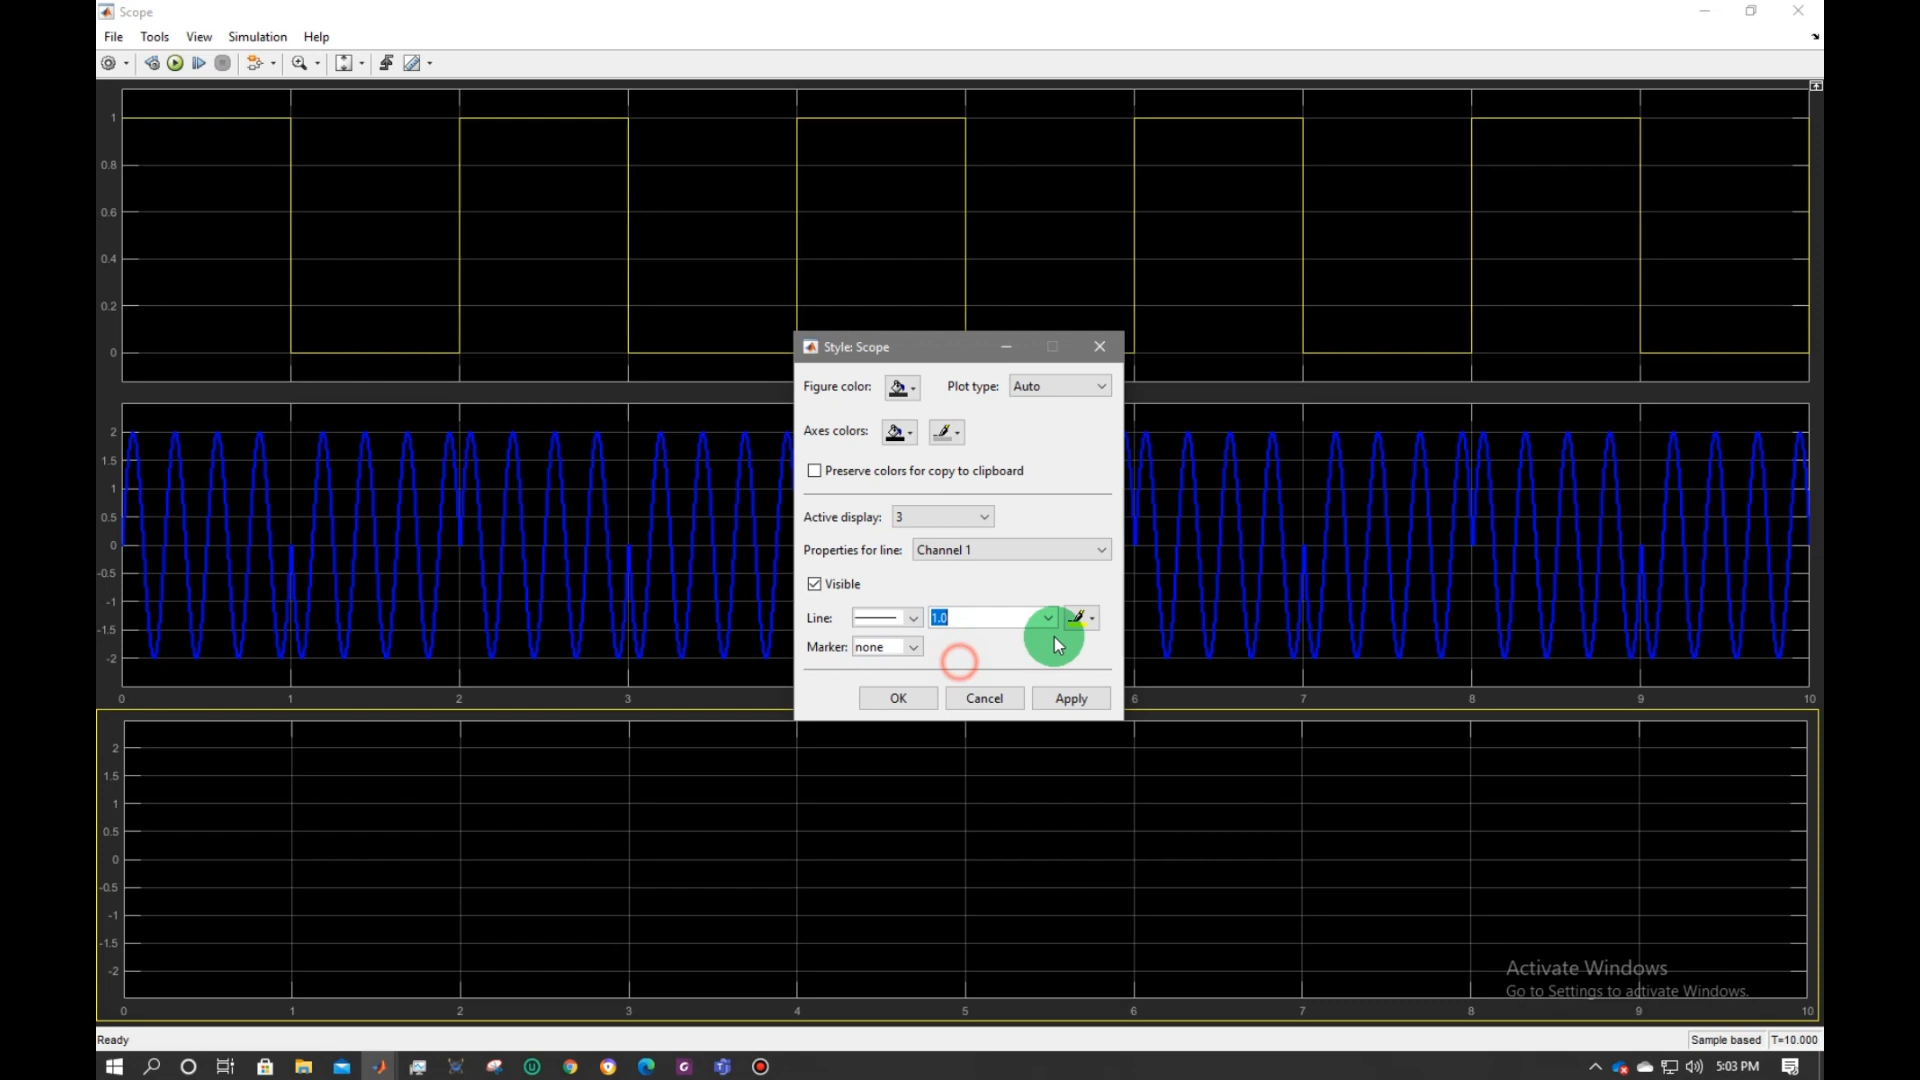 Scope
File Tools View Simulation Help
1
0.8
0.6
0.4
0.2
0
2
1.5
1
0.5
0
-0.5
-1
-1.5
-2
0 1 2 3 6 7 8 9 10
Style: Scope
Figure color: Plot type: Auto
Axes colors:
Preserve colors for copy to clipboard
Active display: 3
Properties for line: Channel 1
Visible
Line: 1.0
Marker: none
OK Cancel Apply
2
1.5
1
0.5
0
-0.5
-1
-1.5
-2
0 1 2 3 4 5 6 7 8 9 10
Activate Windows
Go to Settings to activate Windows.
Ready Sample based T=10.000
5:03 PM